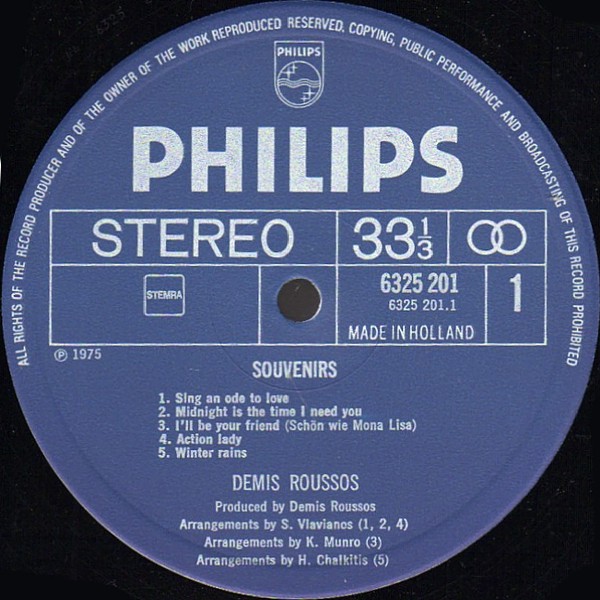 ALL RIGHTS OF THE RECORD PRODUCER AND OF THE OWNER OF THE WORK REPRODUCED RESERVED. COPYING, PUBLIC PERFORMANCE AND BROADCASTING OF THIS RECORD PROHIBITED
PHILIPS
PHILIPS
STEREO 33 1/3
STEMRA 6325 201 1
6325 201.1
MADE IN HOLLAND
℗ 1975
SOUVENIRS
1. Sing an ode to love
2. Midnight is the time I need you
3. I'll be your friend (Schön wie Mona Lisa)
4. Action lady
5. Winter rains
DEMIS ROUSSOS
Produced by Demis Roussos
Arrangements by S. Vlavianos (1, 2, 4)
Arrangements by K. Munro (3)
Arrangements by H. Chalkitis (5)